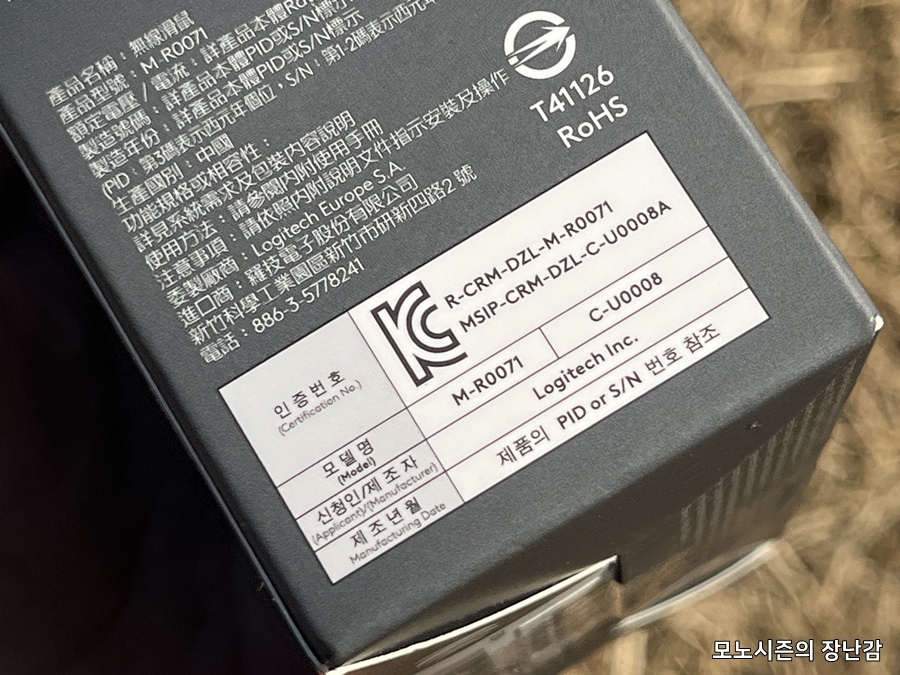 產品名稱：無線滑鼠
產品型號：M-R0071
額定電壓/電流：詳產品本體
製造號碼：詳產品本體PID或S/N標示
製造年份：詳產品本體PID或S/N標示
(PID：第3碼表示西元年個位，S/N：第1-2碼表示西元年
生產國別：中國
功能規格或相容性：
詳見系統需求及包裝內容說明
使用方法：請參閱內附使用手冊
注意事項：請依照內附說明文件指示安裝及操作
委製廠商：Logitech Europe S.A.
進口商：羅技電子股份有限公司
新竹科學工業園區新竹市研新四路2號
電話：886-3-5778241
T41126
RoHS
인증번호
(Certification No.)
R-CRM-DZL-M-R0071
MSIP-CRM-DZL-C-U0008A
모델명
(Model)
M-R0071
C-U0008
신청인/제조자
(Applicant)/(Manufacturer)
Logitech Inc.
제조년월
Manufacturing Date
제품의 PID or S/N 번호 참조
모노시즌의 장난감